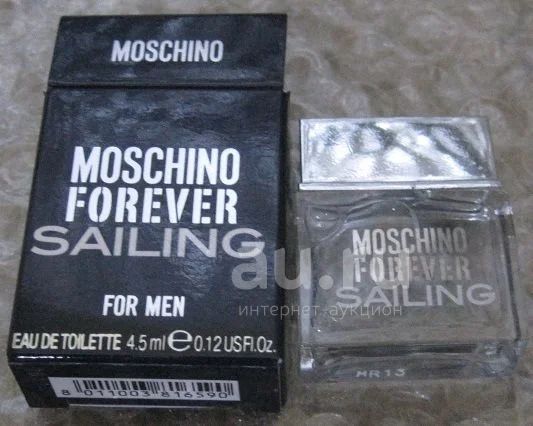 MOSCHINO
MOSCHINO
FOREVER
SAILING
FOR MEN
EAU DE TOILETTE 4.5 ml ℮ 0.12 US Fl.Oz.
8 011003 816590
MOSCHINO
FOREVER
SAILING
MR13
au.ru
интернет-аукцион